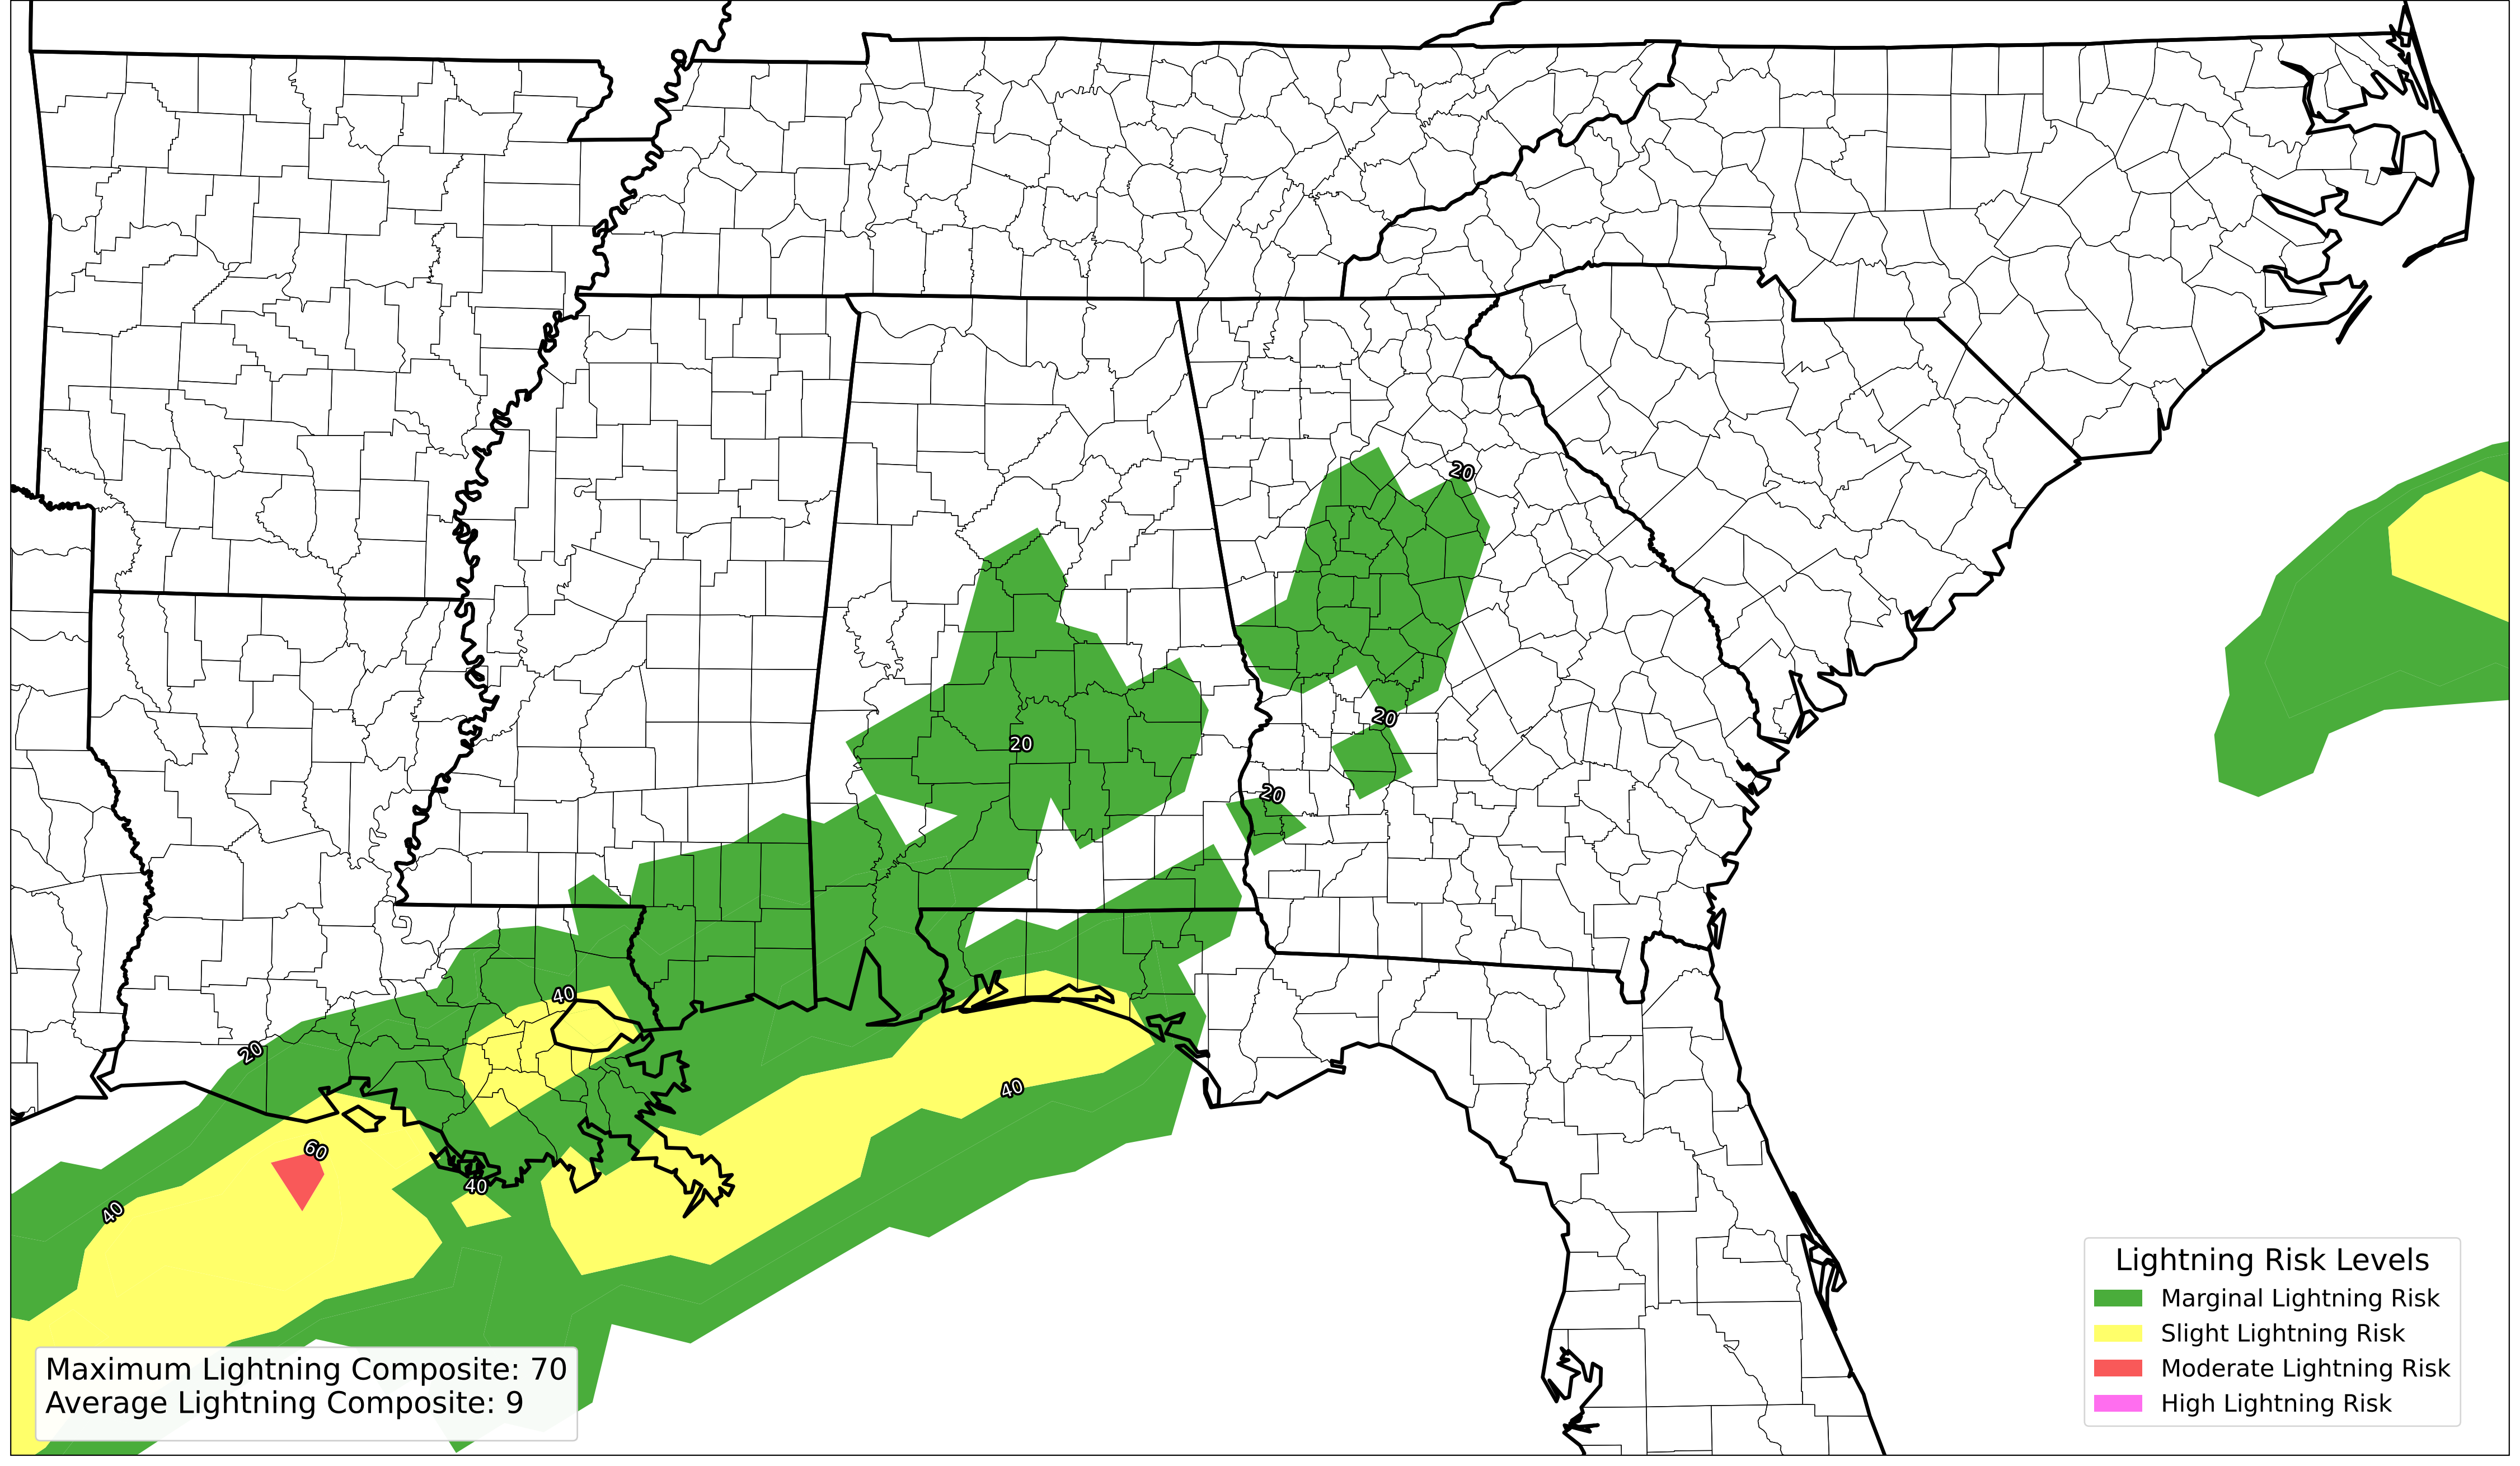 20
20
20
20
40
20
40
60
40
40
Lightning Risk Levels
Marginal Lightning Risk
Slight Lightning Risk
Moderate Lightning Risk
High Lightning Risk
Maximum Lightning Composite: 70
Average Lightning Composite: 9